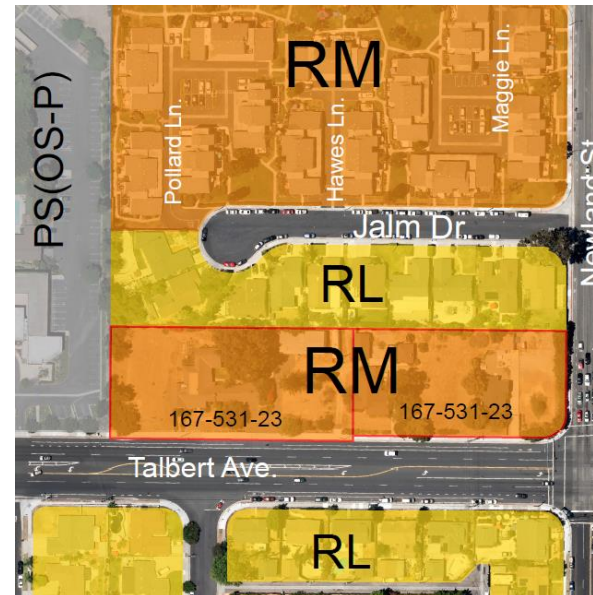 RM
PS(OS-P)
Pollard Ln.
Hawes Ln.
Maggie Ln.
Newland St.
Jalm Dr.
RL
RM
167-531-23
167-531-23
Talbert Ave.
RL